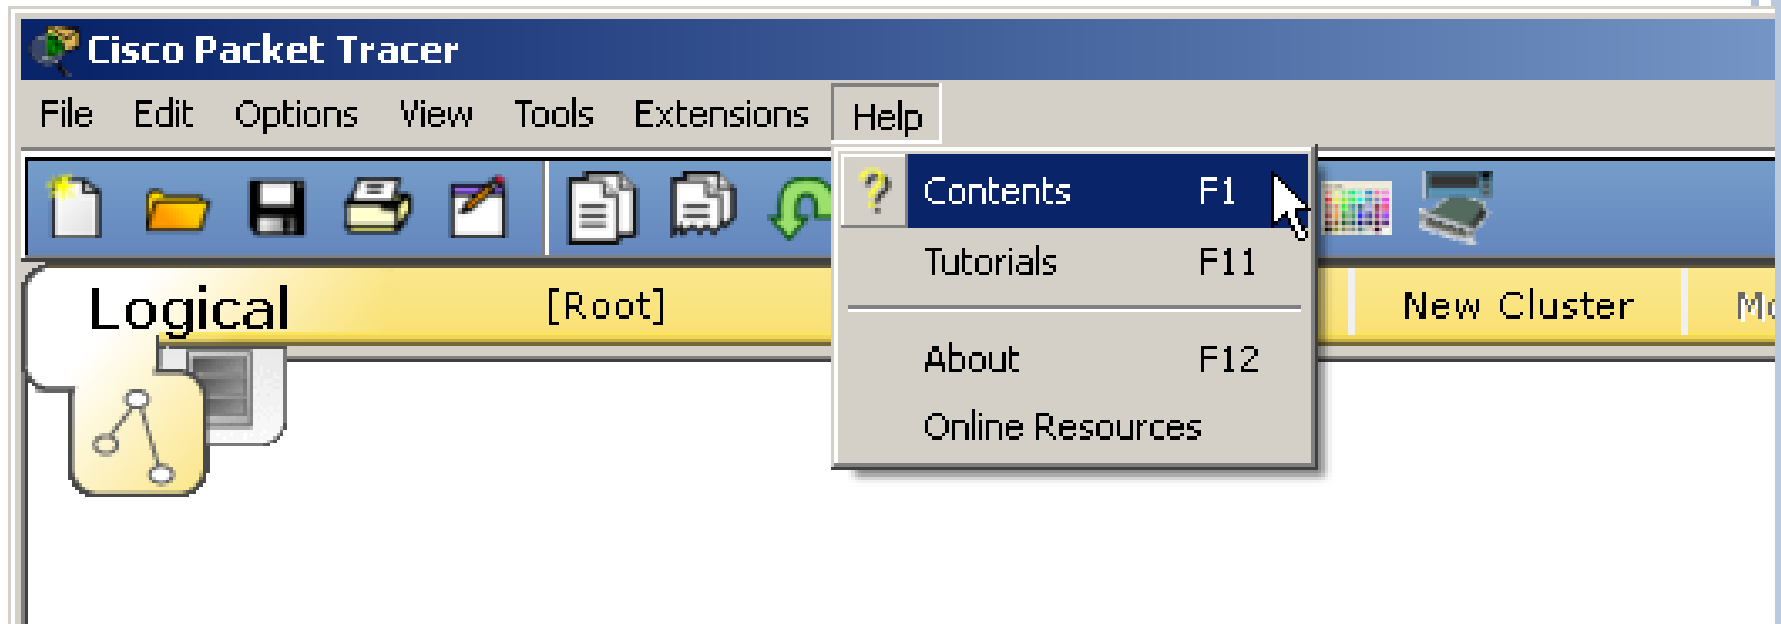 Cisco Packet Tracer
File Edit Options View Tools Extensions Help
Contents F1
Tutorials F11
Logical [Root] New Cluster
About F12
Online Resources